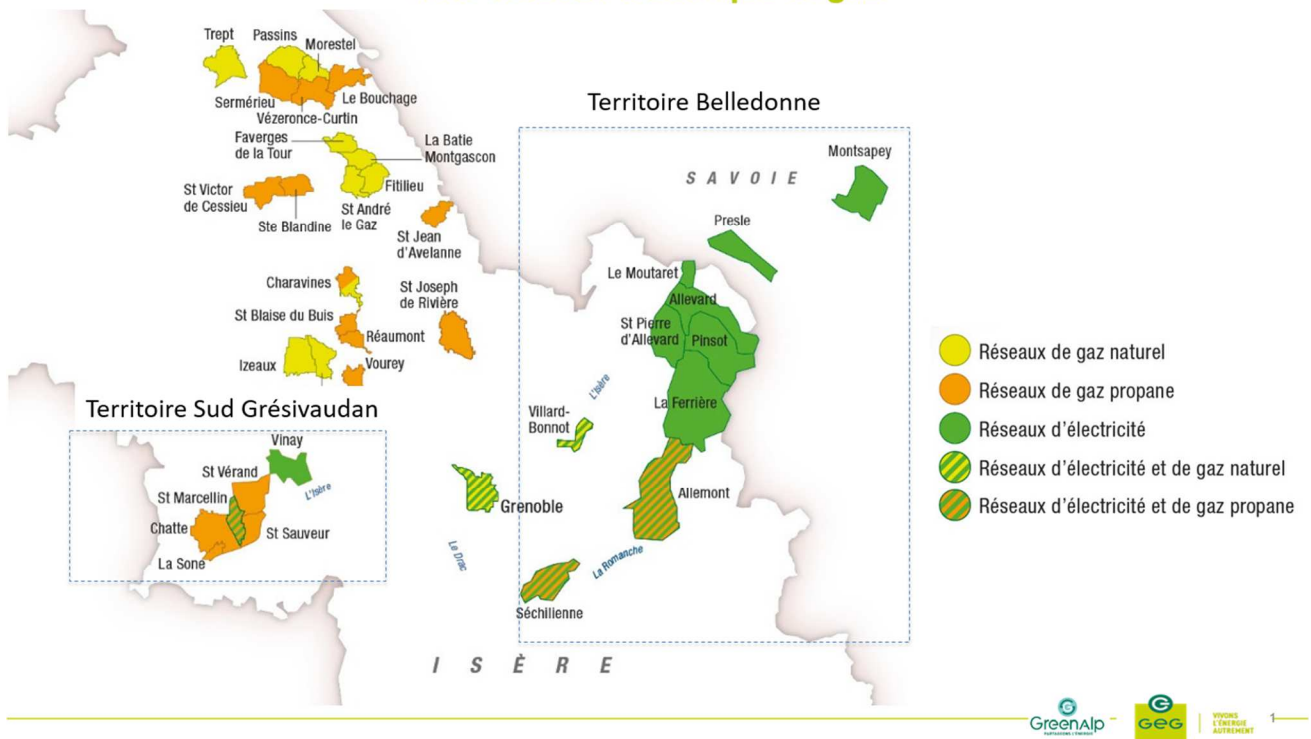 Trept
Passins
Morestel
Sermérieu
Le Bouchage
Vézeronce-Curtin
Faverges
de la Tour
La Batie
Montgascon
St Victor
de Cessieu
Fitilieu
Ste Blandine
St André
le Gaz
St Jean
d'Avelanne
Charavines
St Joseph
de Rivière
St Blaise du Buis
Réaumont
Izeaux
Vourey
Territoire Sud Grésivaudan
Vinay
St Vérand
L'Isère
St Marcellin
Chatte
St Sauveur
La Sone
Territoire Belledonne
Montsapey
SAVOIE
Presle
Le Moutaret
Allevard
St Pierre
d'Allevard
Pinsot
L'Isère
La Ferrière
Villard-
Bonnot
Allemont
Grenoble
Le Drac
La Romanche
Séchilienne
ISÈRE
Réseaux de gaz naturel
Réseaux de gaz propane
Réseaux d'électricité
Réseaux d'électricité et de gaz naturel
Réseaux d'électricité et de gaz propane
GreenAlp
PARTAGEONS L'ÉNERGIE
GEG
VIVONS
L'ÉNERGIE
AUTREMENT
1